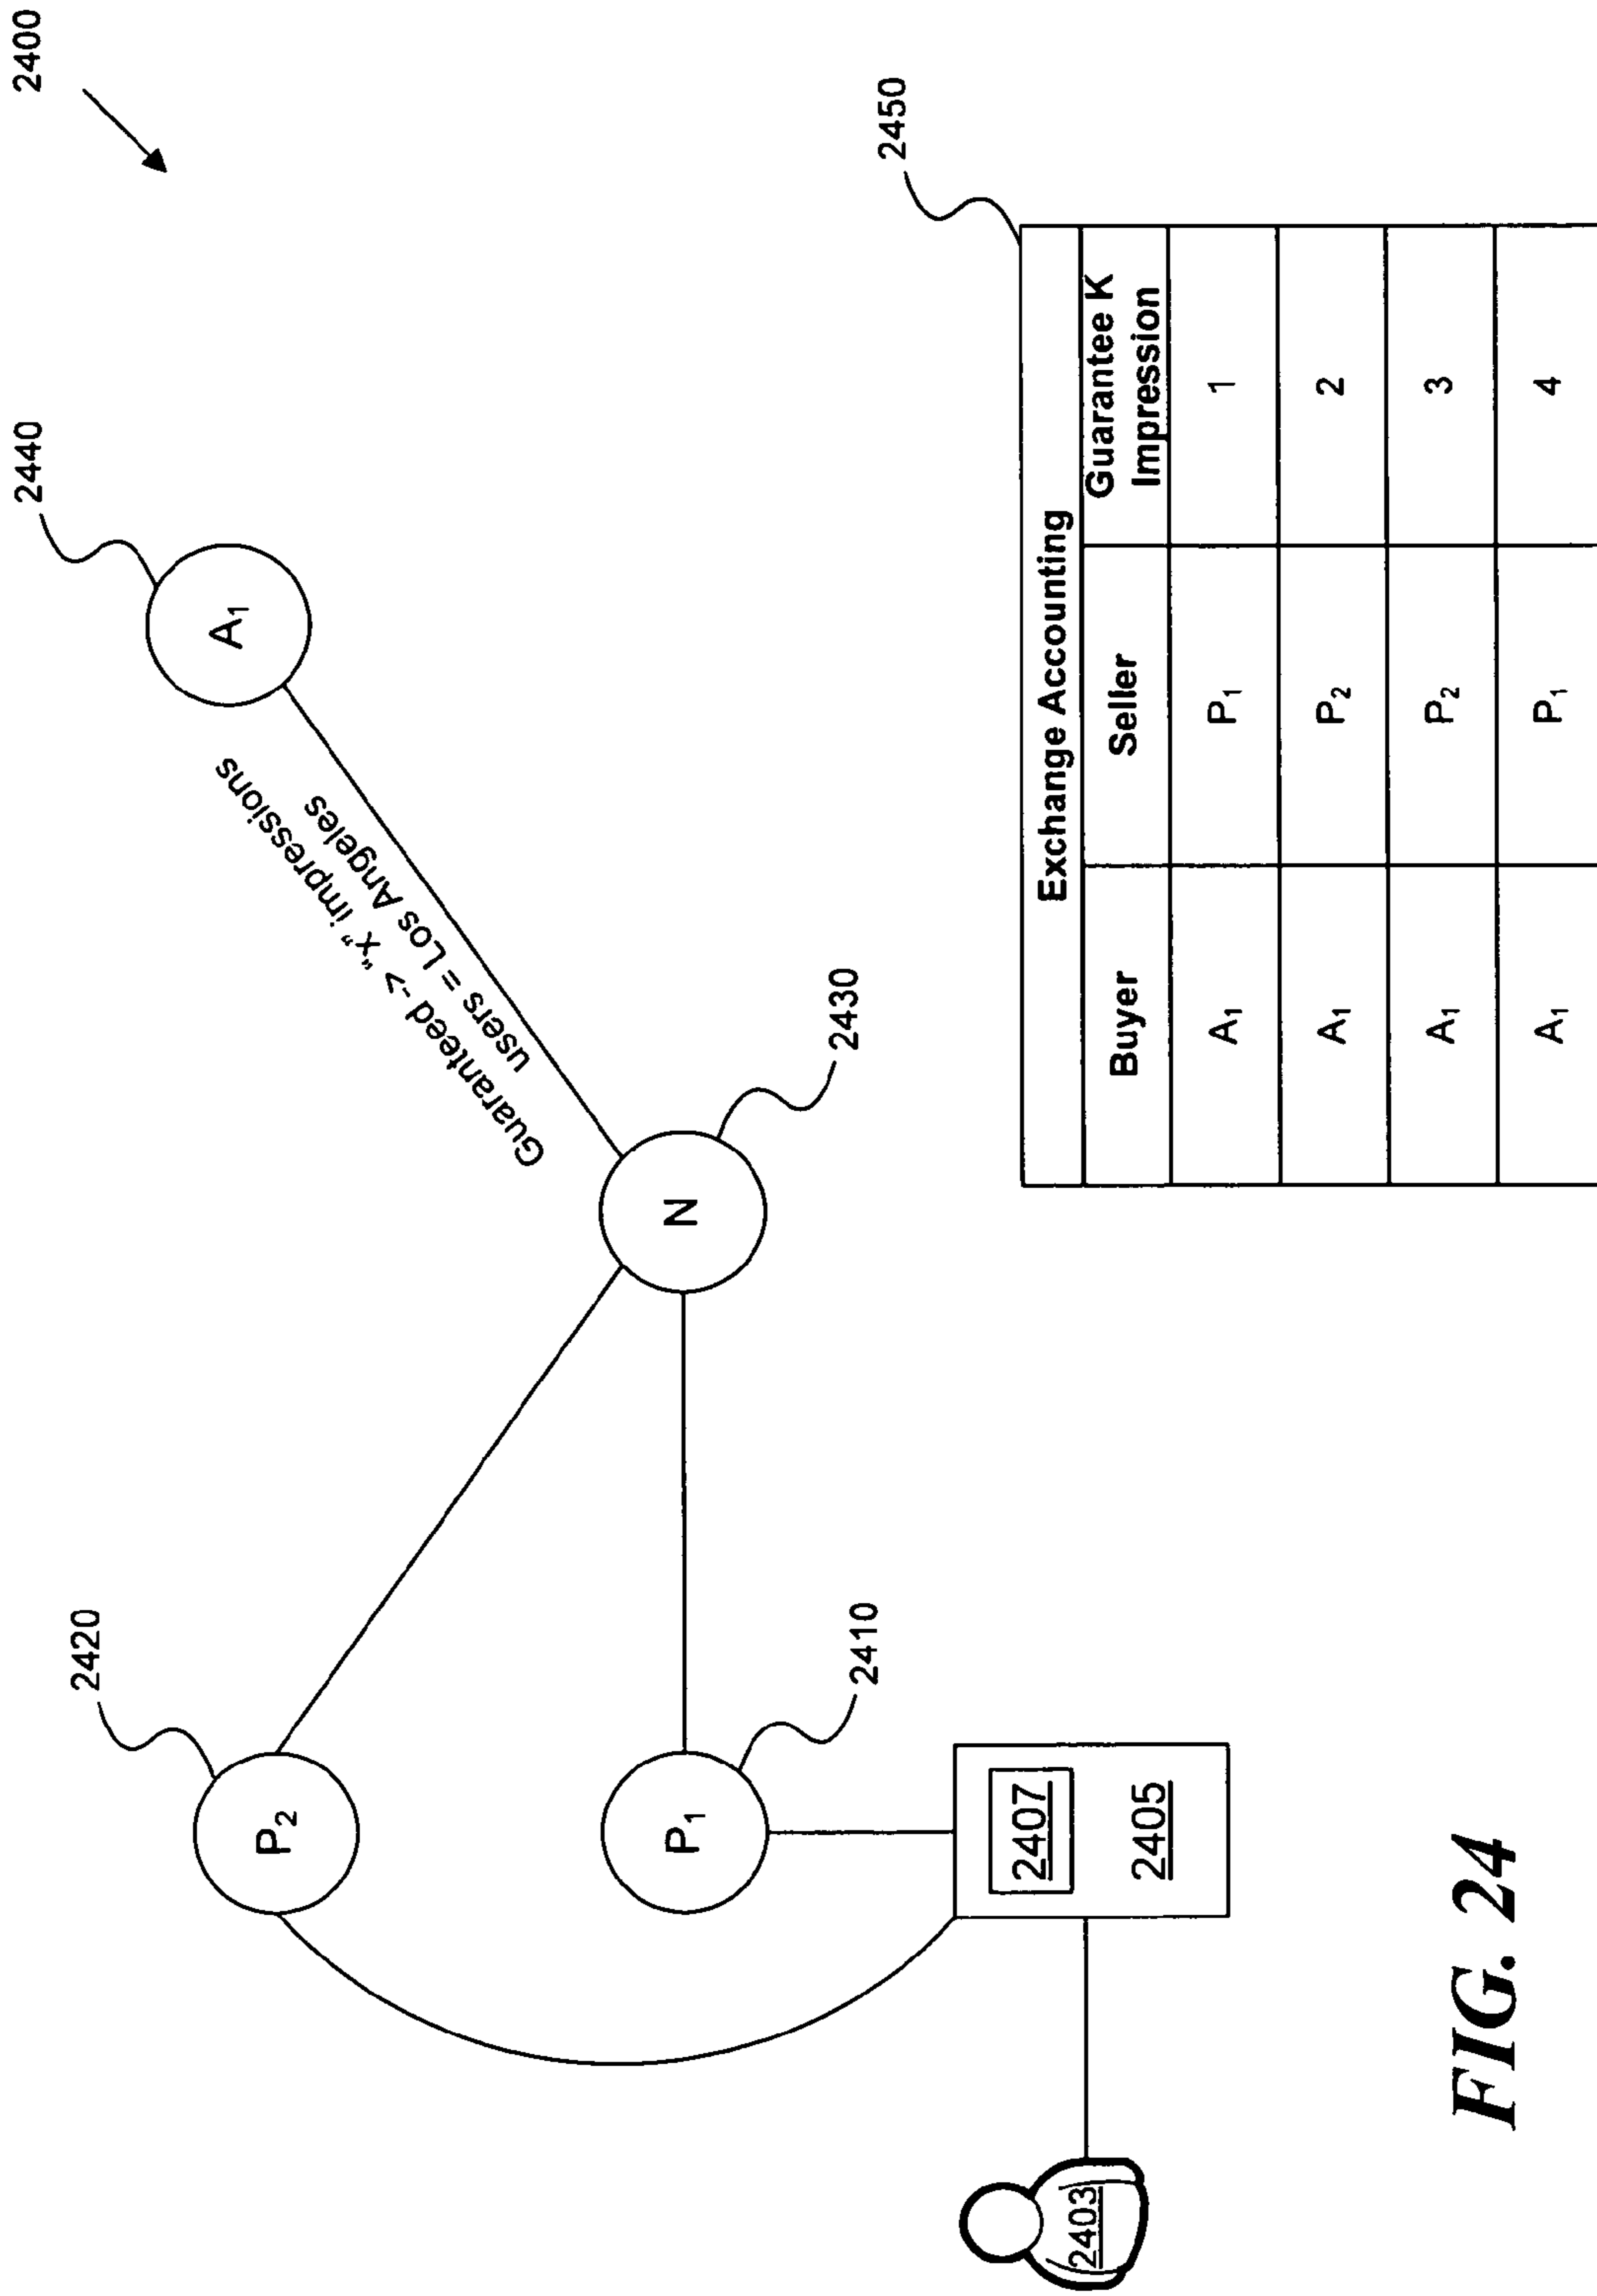 2400
2440
A₁
Guaranteed -> "x" impressions
users = Los Angeles
2420
P₂
N
2430
P₁
2410
2407
2405
2403
2450
Exchange Accounting
Buyer Seller Guarantee K Impression
A₁ P₁ 1
A₁ P₂ 2
A₁ P₂ 3
A₁ P₁ 4
FIG. 24